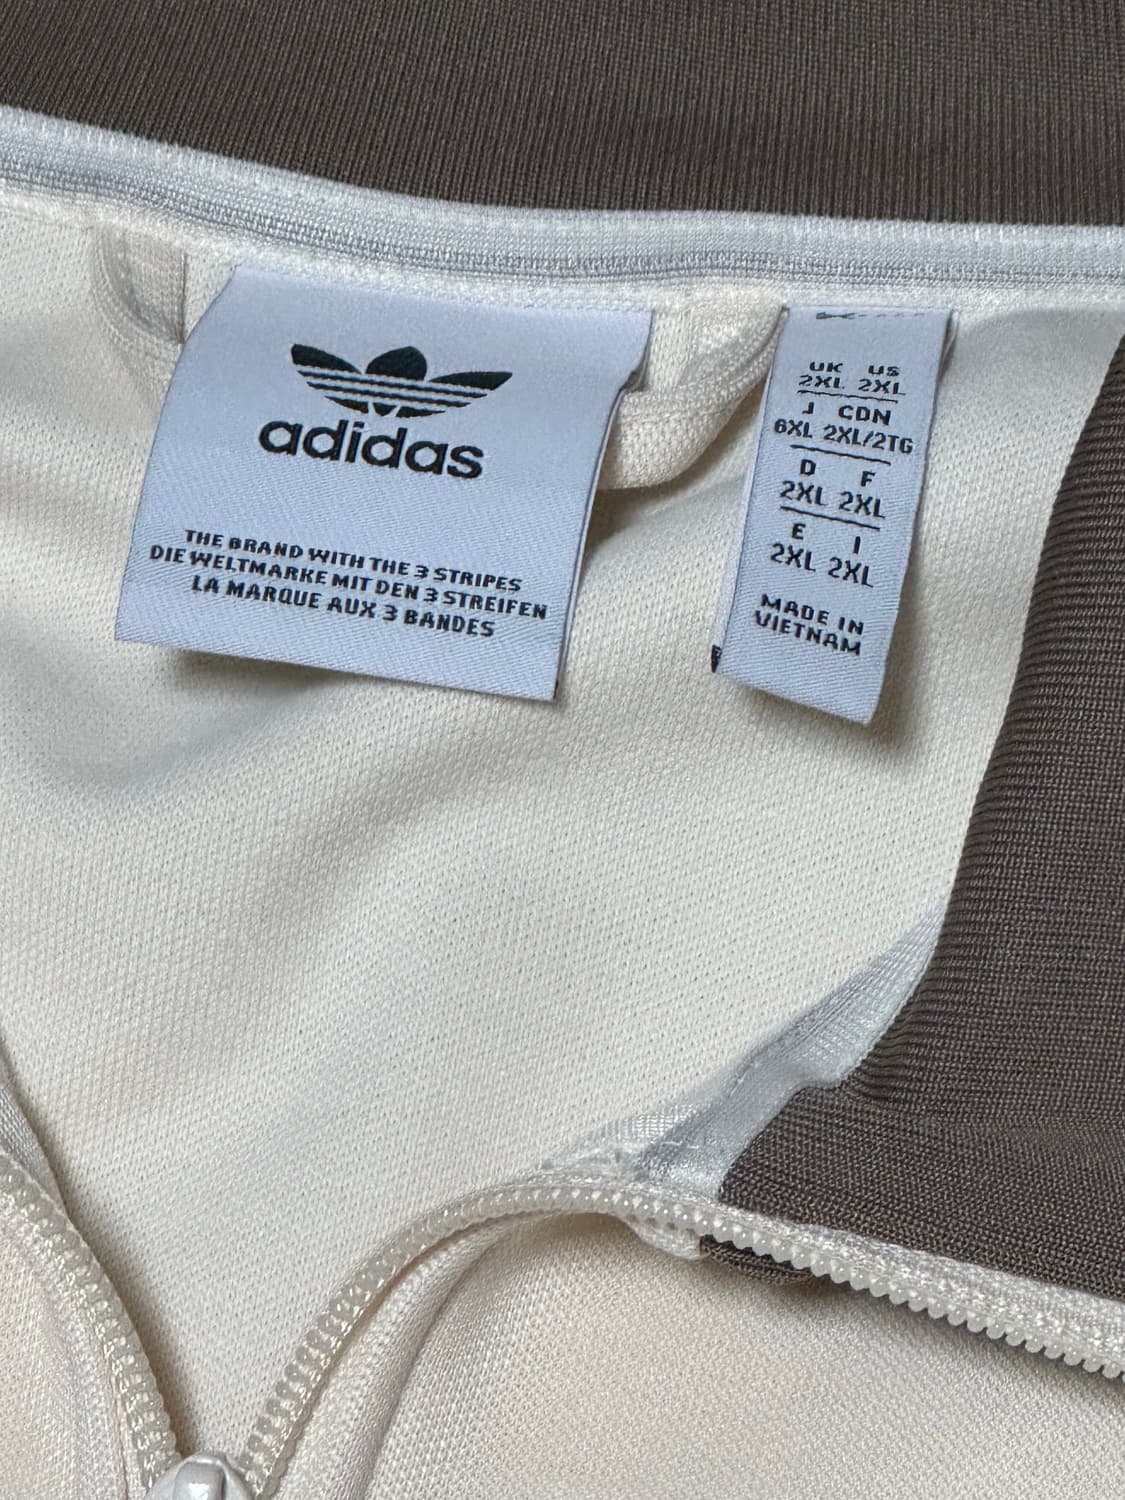 adidas
THE BRAND WITH THE 3 STRIPES
DIE WELTMARKE MIT DEN 3 STREIFEN
LA MARQUE AUX 3 BANDES
UK US
2XL 2XL
J CDN
6XL 2XL/2TG
D F
2XL 2XL
E I
2XL 2XL
MADE IN
VIETNAM